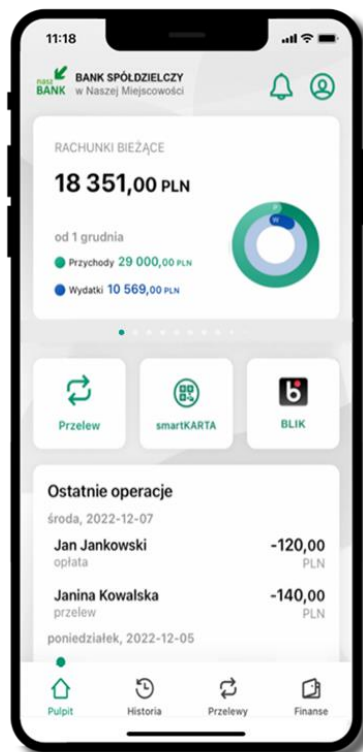 11:18
nasz BANK
BANK SPÓŁDZIELCZY
w Naszej Miejscowości
RACHUNKI BIEŻĄCE
18 351,00 PLN
od 1 grudnia
Przychody 29 000,00 PLN
P
W
Wydatki 10 569,00 PLN
Przelew
smartKARTA
BLIK
Ostatnie operacje
środa, 2022-12-07
Jan Jankowski -120,00
opłata PLN
Janina Kowalska -140,00
przelew PLN
poniedziałek, 2022-12-05
Pulpit Historia Przelewy Finanse